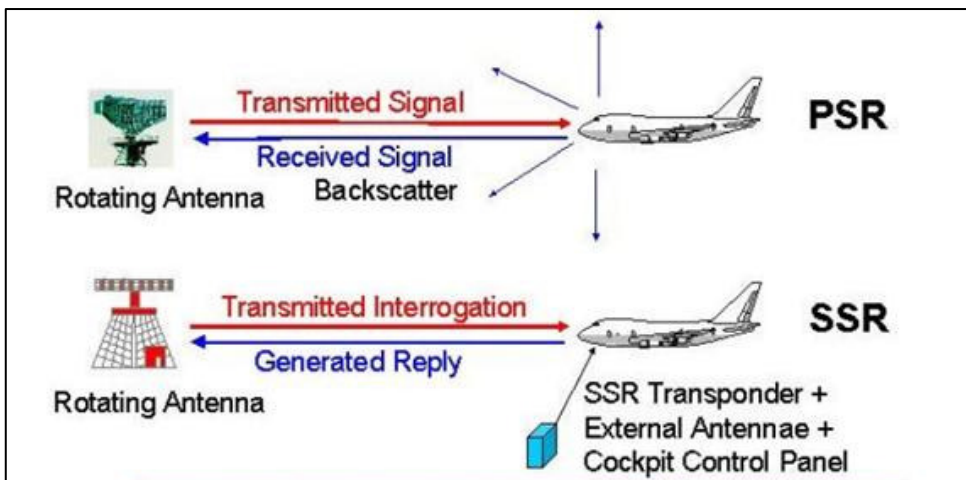 Transmitted Signal
PSR
Received Signal
Backscatter
Rotating Antenna
Transmitted Interrogation
SSR
Generated Reply
Rotating Antenna
SSR Transponder +
External Antennae +
Cockpit Control Panel